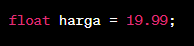 float harga = 19.99;